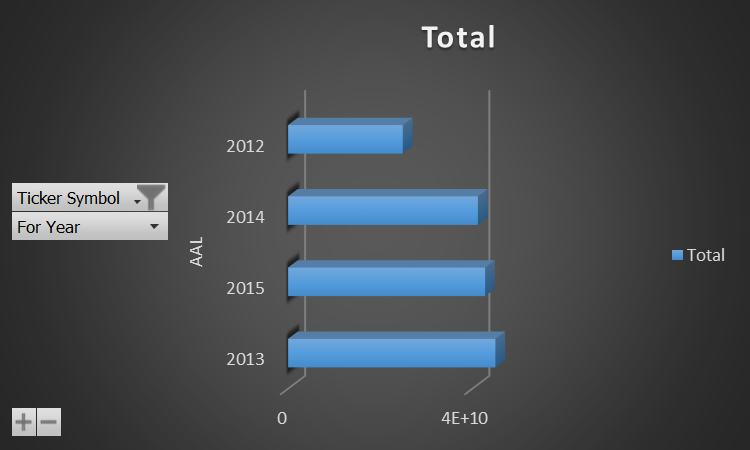 Total
2012
Ticker Symbol
For Year
2014
AAL
2015
Total
2013
0
4E+10